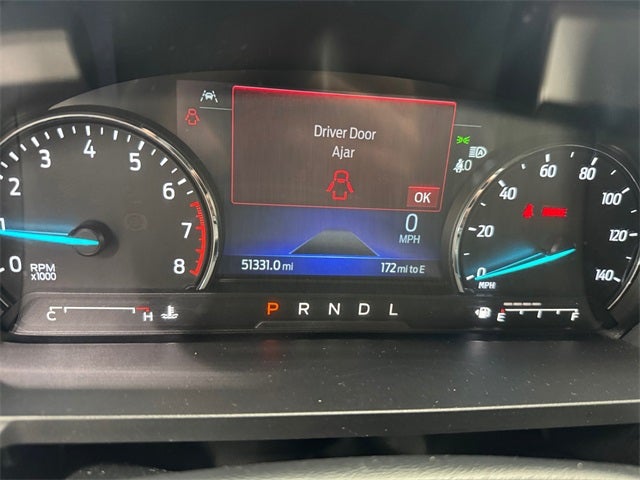 Driver Door
Ajar
OK
0
MPH
51331.0 mi
172 mi to E
0
1
2
3
4
5
6
7
8
RPM
x1000
0
20
40
60
80
100
120
140
MPH
C
H
P R N D L
E
F